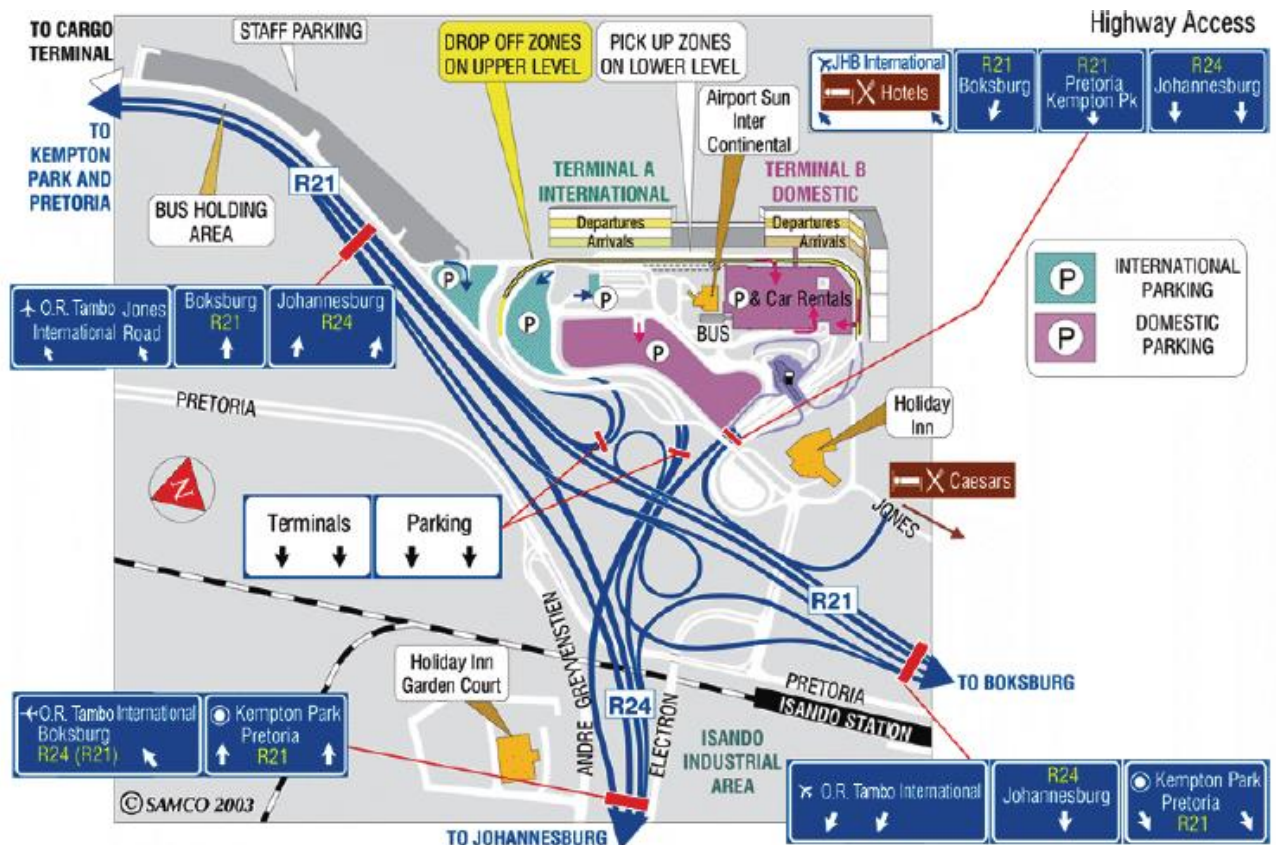 Highway Access
TO CARGO
TERMINAL
STAFF PARKING
DROP OFF ZONES
ON UPPER LEVEL
PICK UP ZONES
ON LOWER LEVEL
JHB International
Hotels
R21
Boksburg
R21
Pretoria
Kempton Pk
R24
Johannesburg
Airport Sun
Inter
Continental
TO
KEMPTON
PARK AND
PRETORIA
R21
BUS HOLDING
AREA
TERMINAL A
INTERNATIONAL
TERMINAL B
DOMESTIC
Departures
Arrivals
Departures
Arrivals
P
INTERNATIONAL
PARKING
P
DOMESTIC
PARKING
O.R. Tambo Jones
International Road
Boksburg
R21
Johannesburg
R24
P
P
P
P & Car Rentals
BUS
P
PRETORIA
Holiday
Inn
Caesars
JONES
N
Terminals
Parking
R21
ANDRE GREYVENSTIEN
Holiday Inn
Garden Court
R24
ELECTRON
PRETORIA
ISANDO STATION
TO BOKSBURG
ISANDO
INDUSTRIAL
AREA
O.R. Tambo International
Boksburg
R24 (R21)
Kempton Park
Pretoria
R21
O.R. Tambo International
R24
Johannesburg
Kempton Park
Pretoria
R21
© SAMCO 2003
TO JOHANNESBURG